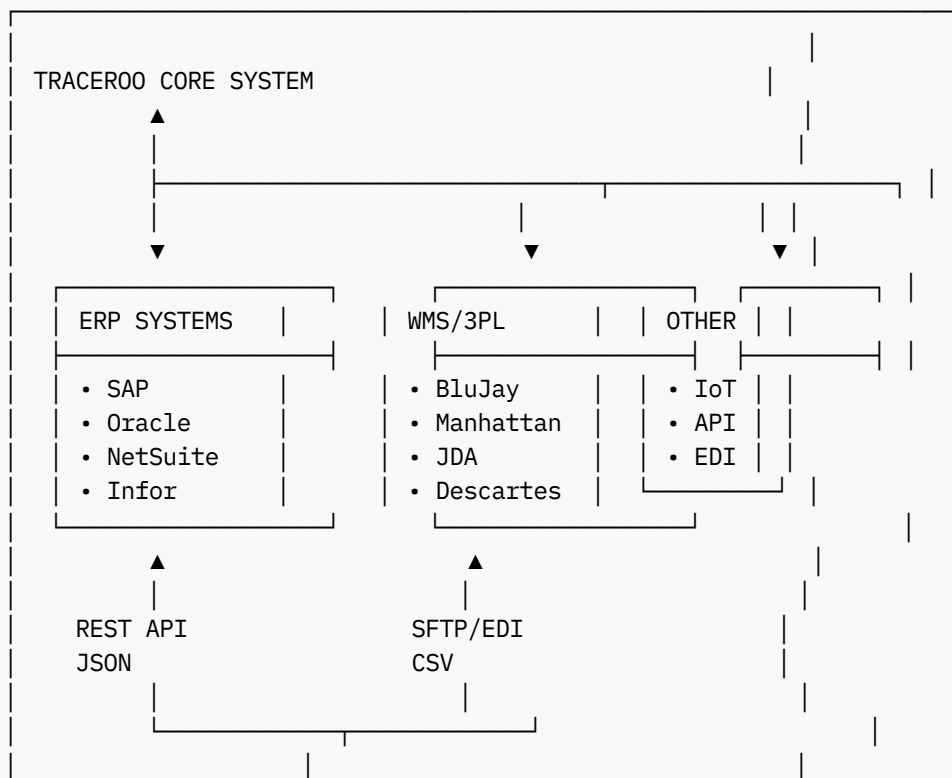 TRACEROO CORE SYSTEM
ERP SYSTEMS WMS/3PL OTHER
• SAP • BluJay • IoT
• Oracle • Manhattan • API
• NetSuite • JDA • EDI
• Infor • Descartes
REST API SFTP/EDI
JSON CSV